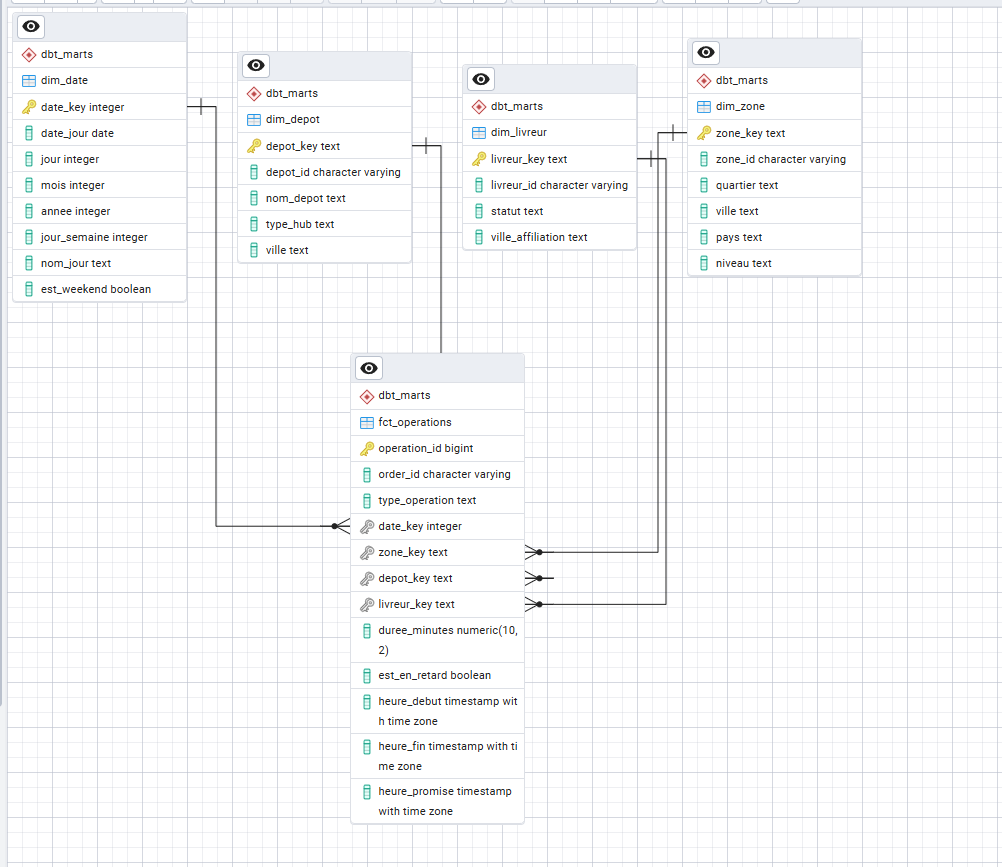 dbt_marts
dim_date
date_key integer
date_jour date
jour integer
mois integer
annee integer
jour_semaine integer
nom_jour text
est_weekend boolean
dbt_marts
dim_depot
depot_key text
depot_id character varying
nom_depot text
type_hub text
ville text
dbt_marts
dim_livreur
livreur_key text
livreur_id character varying
statut text
ville_affiliation text
dbt_marts
dim_zone
zone_key text
zone_id character varying
quartier text
ville text
pays text
niveau text
dbt_marts
fct_operations
operation_id bigint
order_id character varying
type_operation text
date_key integer
zone_key text
depot_key text
livreur_key text
duree_minutes numeric(10,
2)
est_en_retard boolean
heure_debut timestamp wit
h time zone
heure_fin timestamp with ti
me zone
heure_promise timestamp
with time zone